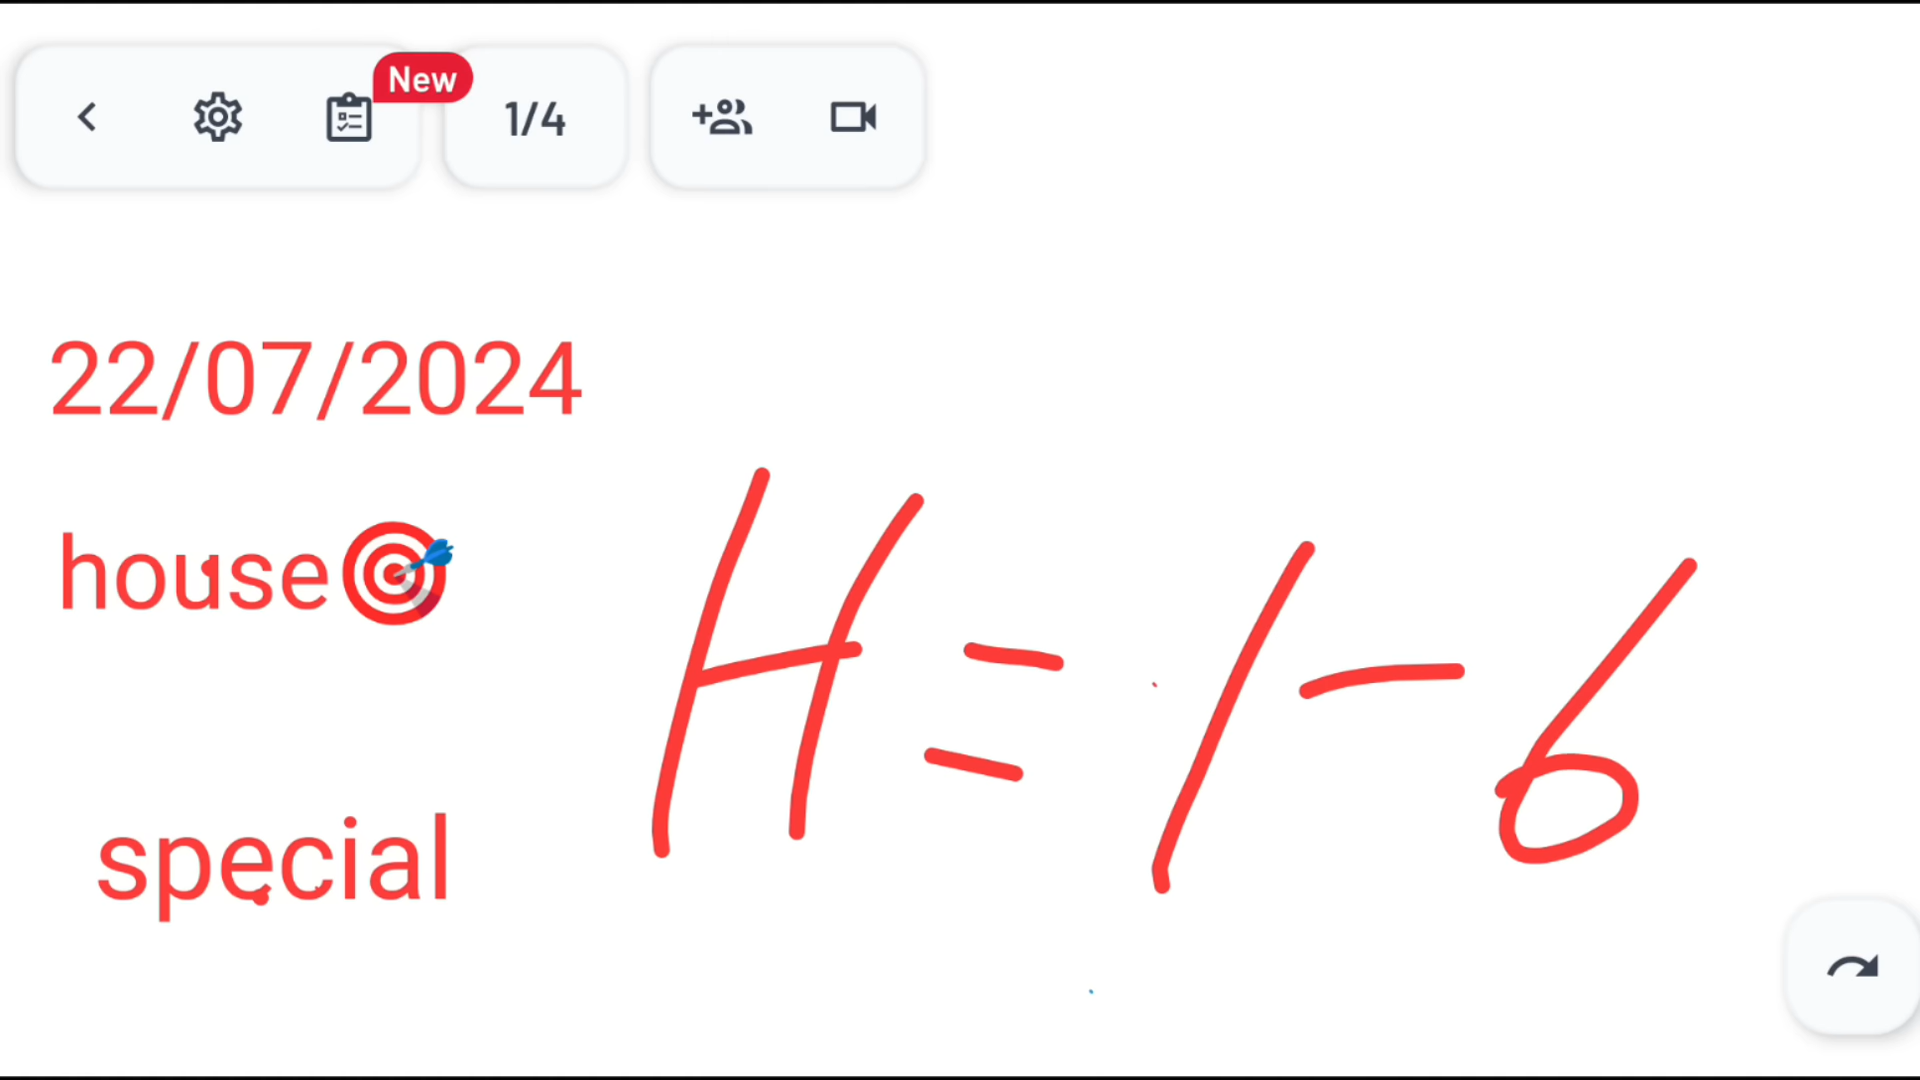 New
1/4
22/07/2024
house🎯
H = 1 - 6
special